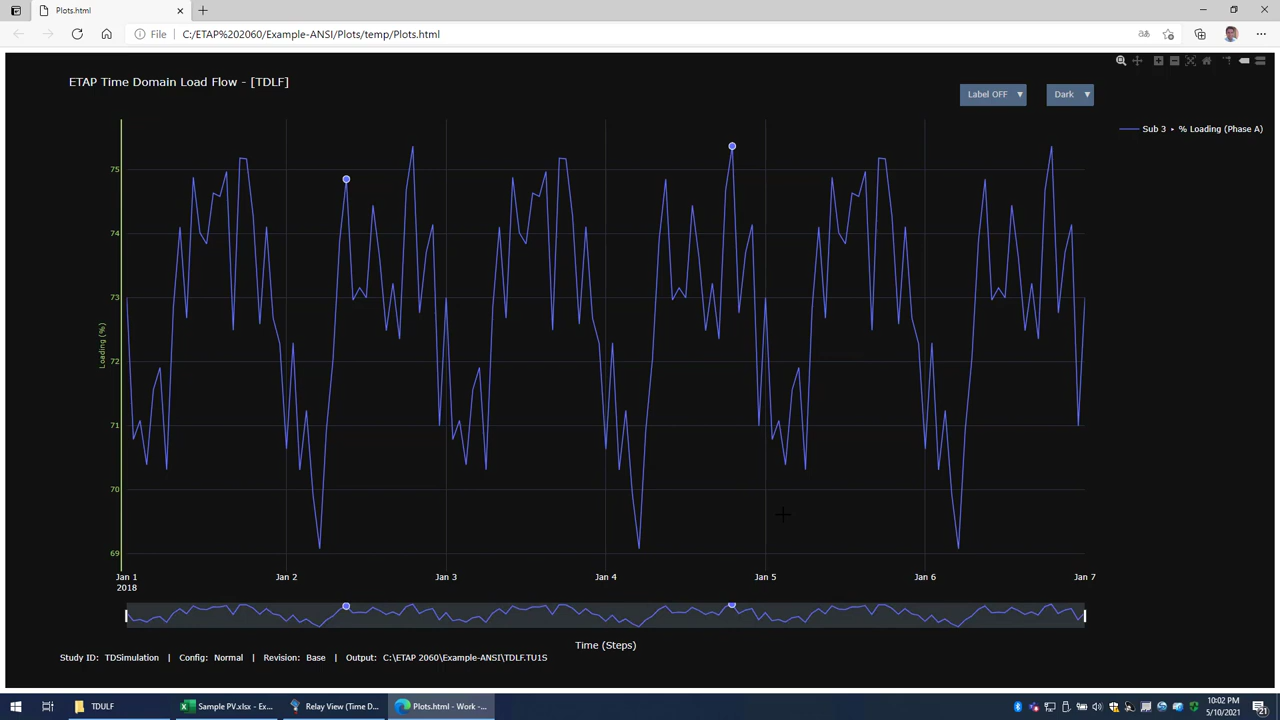 Plots.html
File
C:/ETAP%202060/Example-ANSI/Plots/temp/Plots.html
ETAP Time Domain Load Flow - [TDLF]
Label OFF
Dark
Sub 3 ▸ % Loading (Phase A)
75
74
73
72
71
70
69
Loading (%)
Jan 1
2018
Jan 2
Jan 3
Jan 4
Jan 5
Jan 6
Jan 7
Time (Steps)
Study ID: TDSimulation | Config: Normal | Revision: Base | Output: C:\ETAP 2060\Example-ANSI\TDLF.TU1S
TDULF
Sample PV.xlsx - Ex...
Relay View (Time D...
Plots.html - Work -...
10:02 PM
5/10/2021
21